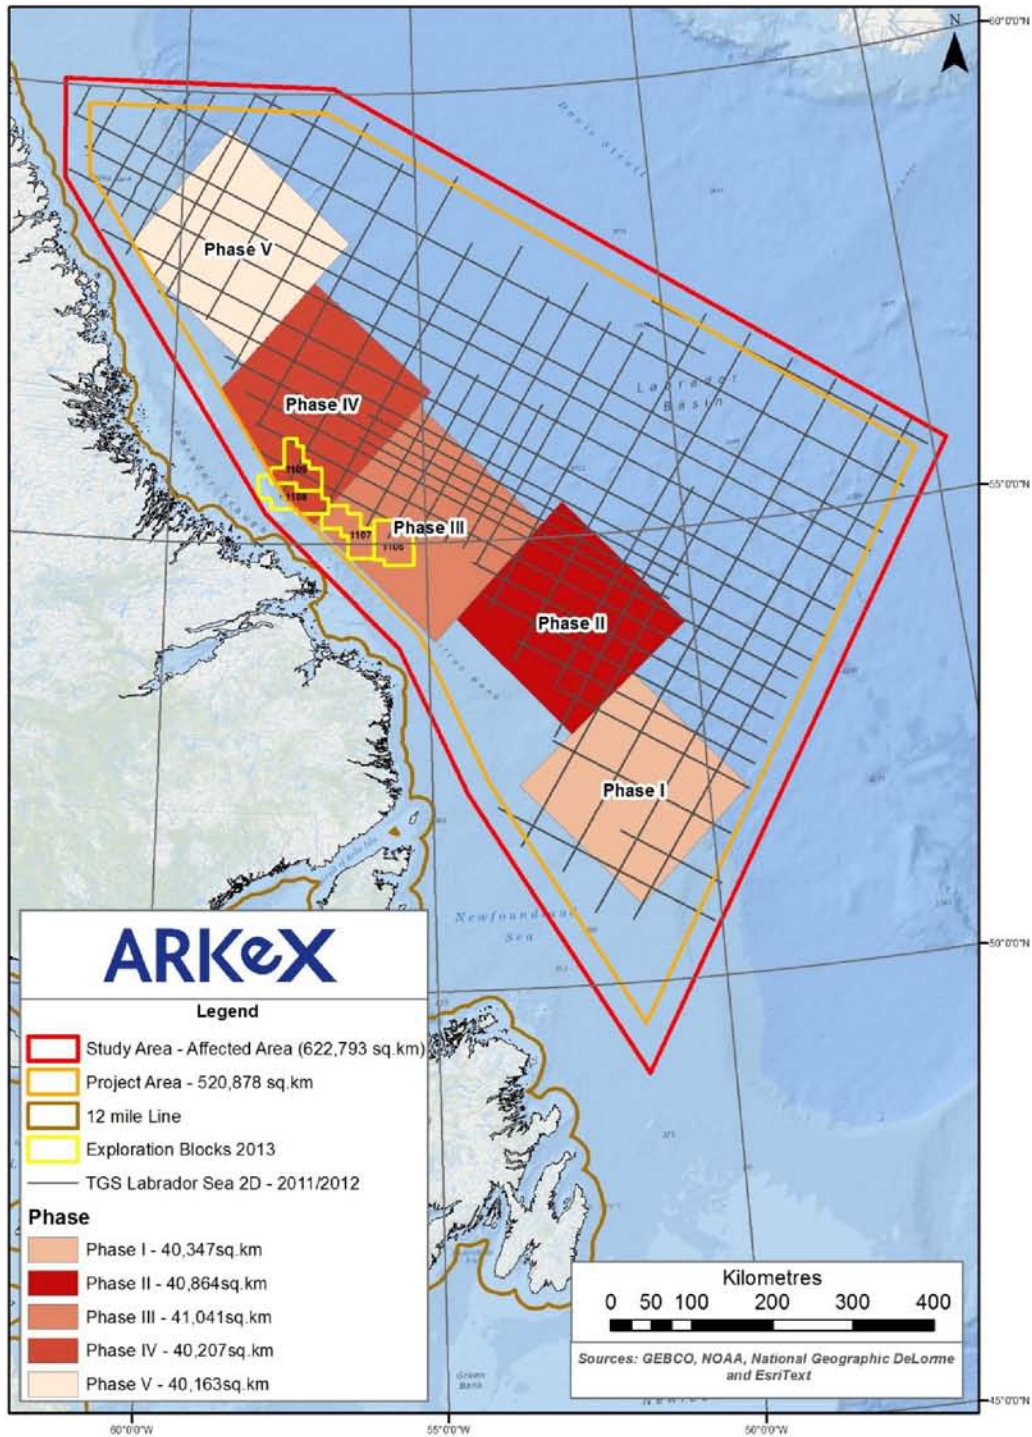 60°0'0"N
N
Davis Strait
Phase V
Labrador
Basin
Phase IV
1109
1108
55°0'0"N
Phase III
1107
1106
Phase II
Phase I
Newfoundland
Sea
50°0'0"N
ARKeX
Legend
Study Area - Affected Area (622,793 sq.km)
Project Area - 520,878 sq.km
12 mile Line
Exploration Blocks 2013
TGS Labrador Sea 2D - 2011/2012
Phase
Phase I - 40,347sq.km
Phase II - 40,864sq.km
Phase III - 41,041sq.km
Phase IV - 40,207sq.km
Phase V - 40,163sq.km
Kilometres
0 50 100 200 300 400
Sources: GEBCO, NOAA, National Geographic DeLorme
and EsriText
Green
Bank
45°0'0"N
60°0'0"W
55°0'0"W
50°0'0"W